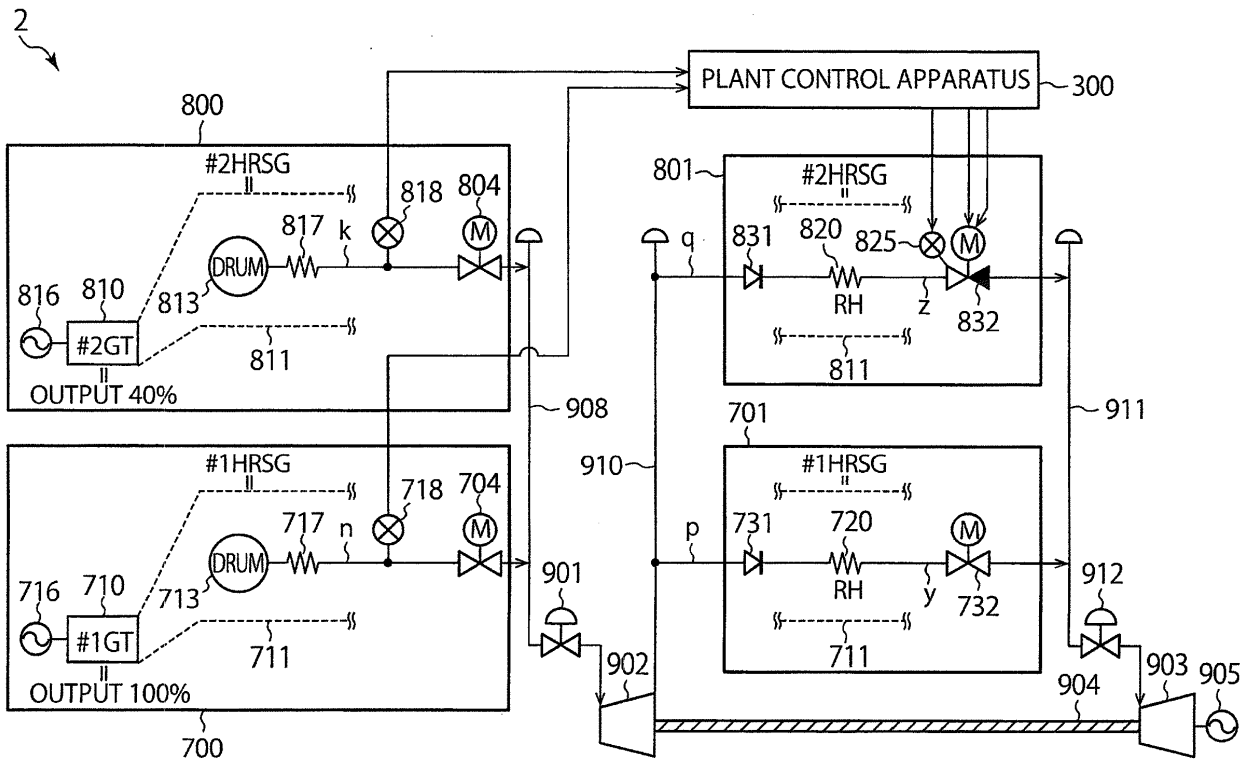 2
PLANT CONTROL APPARATUS
300
800
#2HRSG
818
804
M
817
k
DRUM
813
810
816
#2GT
OUTPUT 40%
811
908
801
#2HRSG
q
831
820
825
M
RH
z
832
811
911
#1HRSG
718
704
M
717
n
DRUM
713
710
716
#1GT
OUTPUT 100%
711
700
901
902
910
701
#1HRSG
p
731
720
M
RH
y
732
711
912
903
905
904